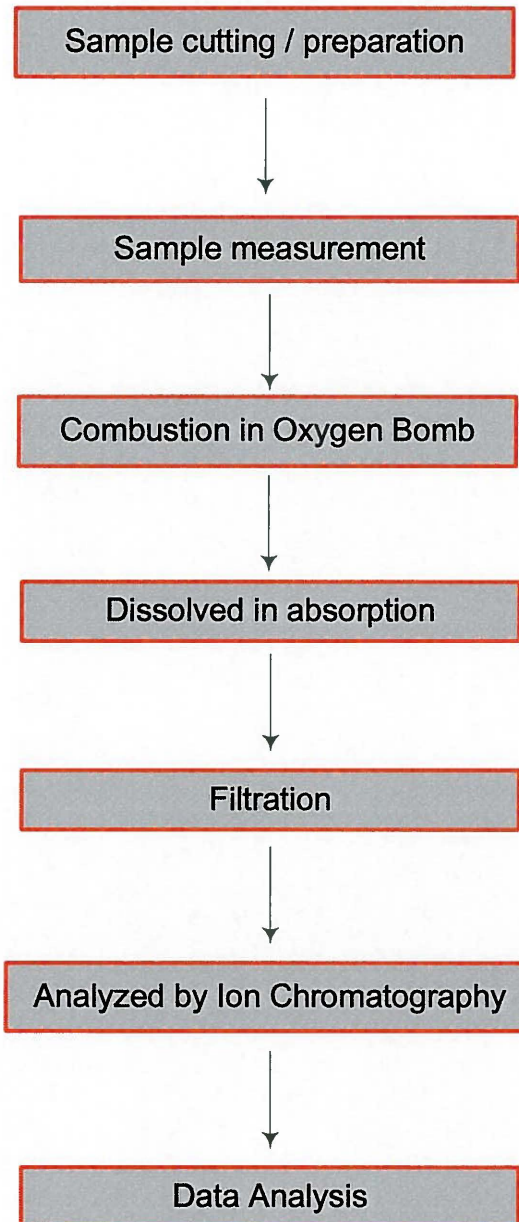 Sample cutting / preparation
Sample measurement
Combustion in Oxygen Bomb
Dissolved in absorption
Filtration
Analyzed by Ion Chromatography
Data Analysis